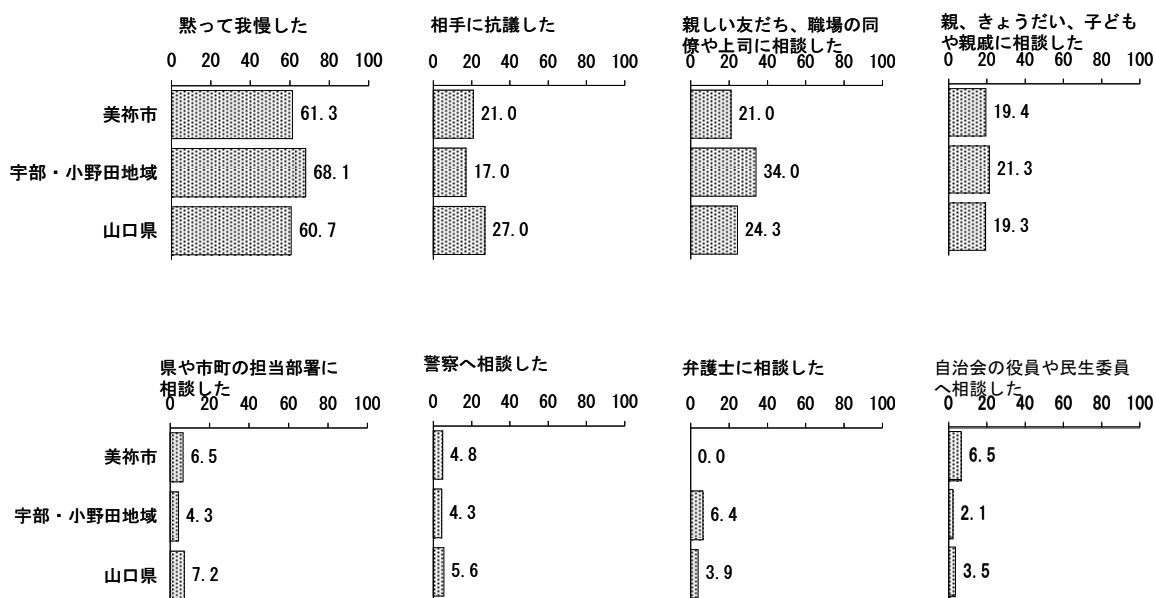 黙って我慢した
0 20 40 60 80 100
美祢市 61.3
宇部・小野田地域 68.1
山口県 60.7
相手に抗議した
0 20 40 60 80 100
21.0
17.0
27.0
親しい友だち、職場の同
僚や上司に相談した
0 20 40 60 80 100
21.0
34.0
24.3
親、きょうだい、子ども
や親戚に相談した
0 20 40 60 80 100
19.4
21.3
19.3
県や市町の担当部署に
相談した
0 20 40 60 80 100
美祢市 6.5
宇部・小野田地域 4.3
山口県 7.2
警察へ相談した
0 20 40 60 80 100
4.8
4.3
5.6
弁護士に相談した
0 20 40 60 80 100
0.0
6.4
3.9
自治会の役員や民生委員
へ相談した
0 20 40 60 80 100
6.5
2.1
3.5